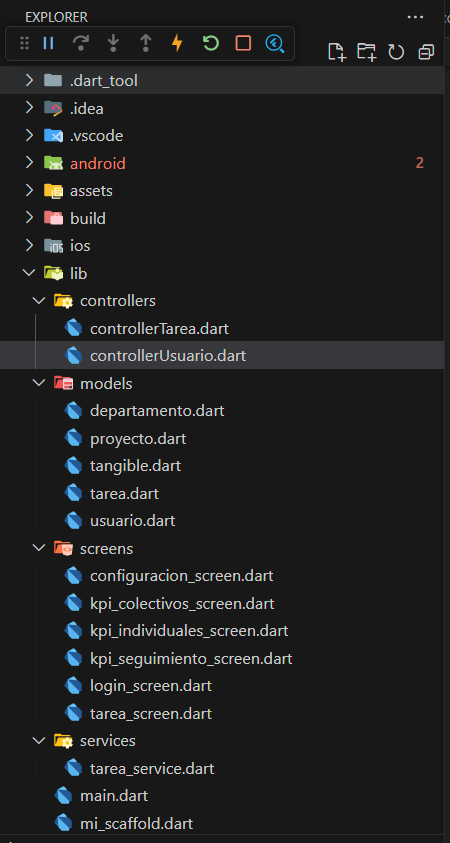 EXPLORER
.dart_tool
.idea
.vscode
android 2
assets
build
ios
lib
controllers
controllerTarea.dart
controllerUsuario.dart
models
departamento.dart
proyecto.dart
tangible.dart
tarea.dart
usuario.dart
screens
configuracion_screen.dart
kpi_colectivos_screen.dart
kpi_individuales_screen.dart
kpi_seguimiento_screen.dart
login_screen.dart
tarea_screen.dart
services
tarea_service.dart
main.dart
mi_scaffold.dart